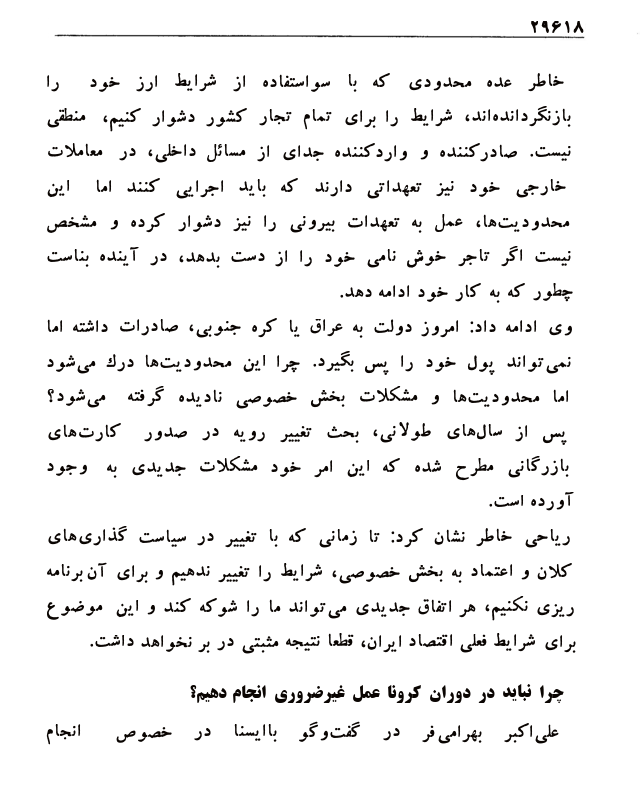 ۲۹۶۱۸
خاطر عده محدودی که با سواستفاده از شرایط ارز خود را
بازنگردانده‌اند، شرایط را برای تمام تجار کشور دشوار کنیم، منطقی
نیست. صادرکننده و واردکننده جدای از مسائل داخلی، در معاملات
خارجی خود نیز تعهداتی دارند که باید اجرایی کنند اما این
محدودیت‌ها، عمل به تعهدات بیرونی را نیز دشوار کرده و مشخص
نیست اگر تاجر خوش نامی خود را از دست بدهد، در آینده بناست
چطور که به کار خود ادامه دهد.
وی ادامه داد: امروز دولت به عراق یا کره جنوبی، صادرات داشته اما
نمی‌تواند پول خود را پس بگیرد. چرا این محدودیت‌ها درك می‌شود
اما محدودیت‌ها و مشکلات بخش خصوصی نادیده گرفته می‌شود؟
پس از سال‌های طولانی، بحث تغییر رویه در صدور کارت‌های
بازرگانی مطرح شده که این امر خود مشکلات جدیدی به وجود
آورده است.
ریاحی خاطر نشان کرد: تا زمانی که با تغییر در سیاست گذاری‌های
کلان و اعتماد به بخش خصوصی، شرایط را تغییر ندهیم و برای آن برنامه
ریزی نکنیم، هر اتفاق جدیدی می‌تواند ما را شوکه کند و این موضوع
برای شرایط فعلی اقتصاد ایران، قطعا نتیجه مثبتی در بر نخواهد داشت.
چرا نباید در دوران کرونا عمل غیرضروری انجام دهیم؟
علی‌اکبر بهرامی‌فر در گفت‌وگو باایسنا در خصوص انجام